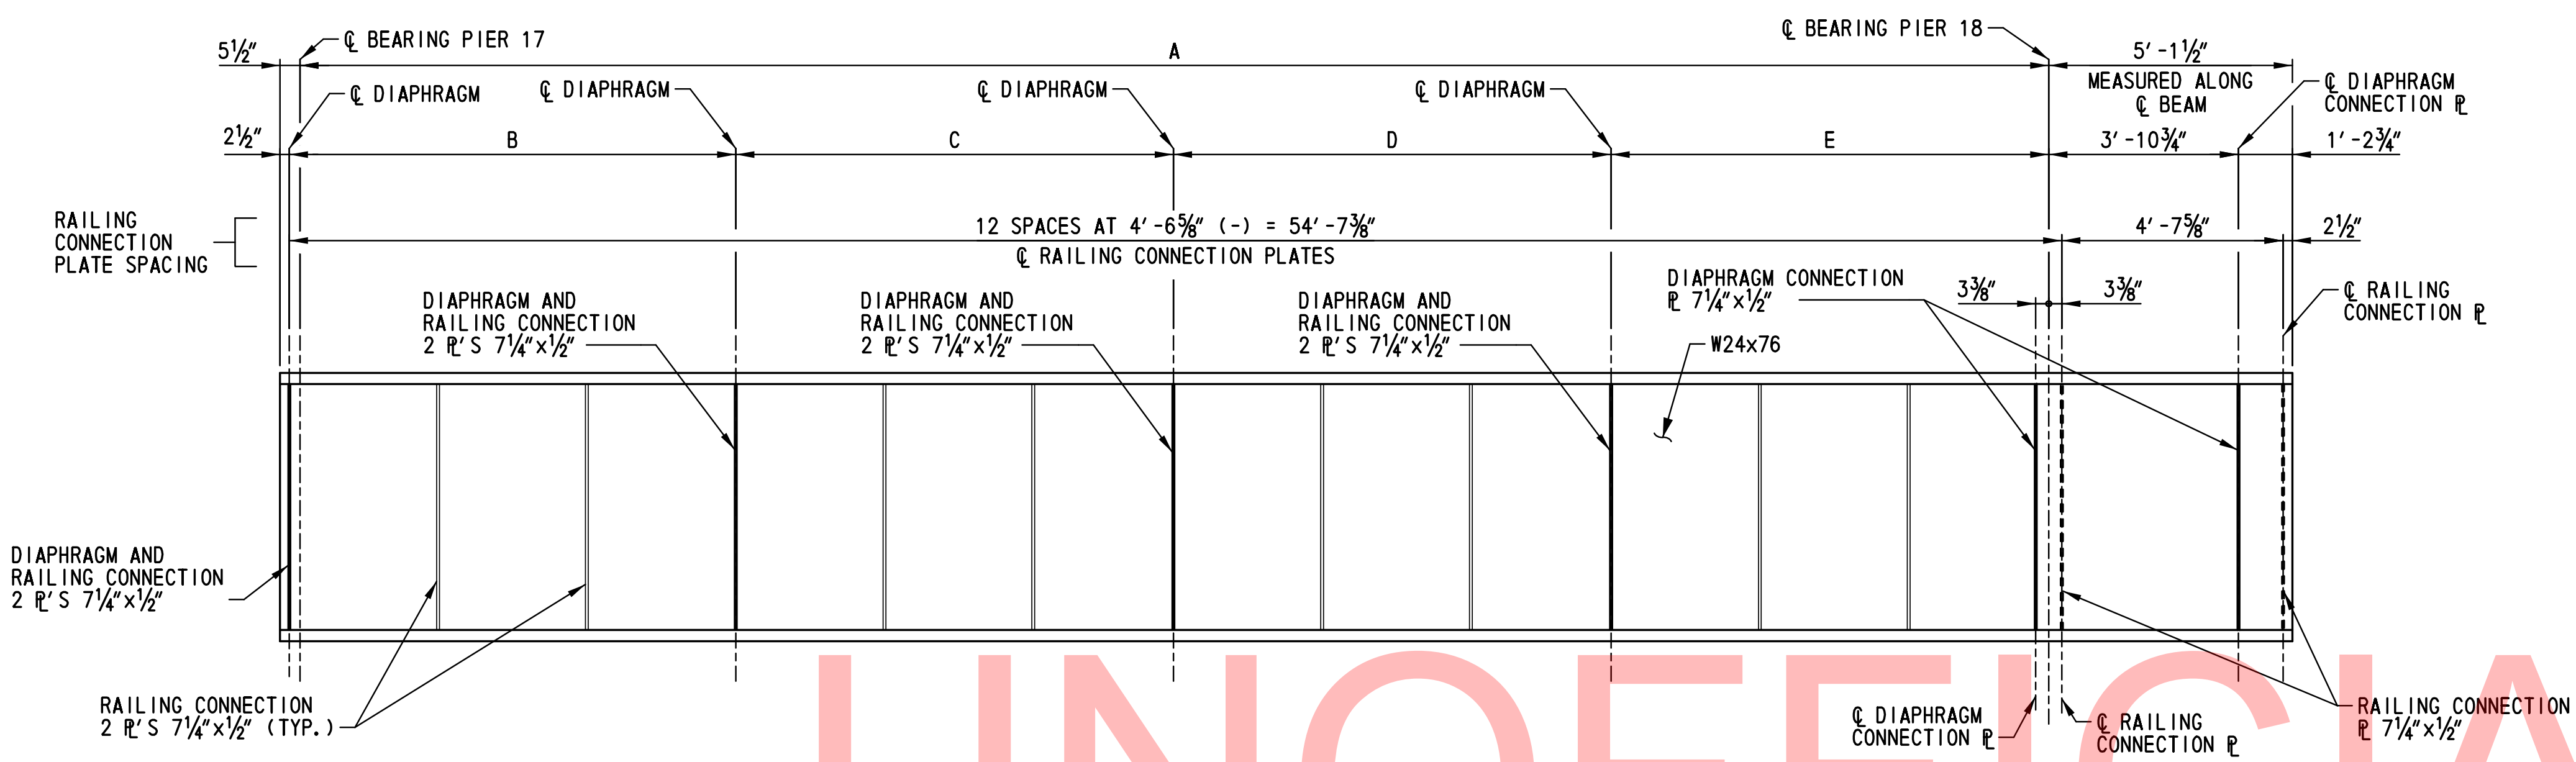 5½"
℄ BEARING PIER 17
A
℄ BEARING PIER 18
5'-1½"
MEASURED ALONG
℄ BEAM
℄ DIAPHRAGM
℄ DIAPHRAGM
℄ DIAPHRAGM
℄ DIAPHRAGM
℄ DIAPHRAGM
CONNECTION ⅊
2½"
B
C
D
E
3'-10¾"
1'-2¾"
RAILING
CONNECTION
PLATE SPACING
12 SPACES AT 4'-6⅝" (-) = 54'-7⅜"
℄ RAILING CONNECTION PLATES
4'-7⅝"
2½"
DIAPHRAGM AND
RAILING CONNECTION
2 ⅊'S 7¼"x½"
DIAPHRAGM AND
RAILING CONNECTION
2 ⅊'S 7¼"x½"
DIAPHRAGM AND
RAILING CONNECTION
2 ⅊'S 7¼"x½"
DIAPHRAGM CONNECTION
⅊ 7¼"x½"
3⅜"
3⅜"
℄ RAILING
CONNECTION ⅊
W24x76
DIAPHRAGM AND
RAILING CONNECTION
2 ⅊'S 7¼"x½"
RAILING CONNECTION
2 ⅊'S 7¼"x½" (TYP.)
℄ DIAPHRAGM
CONNECTION ⅊
℄ RAILING
CONNECTION ⅊
RAILING CONNECTION
⅊ 7¼"x½"
UNOFFICIA